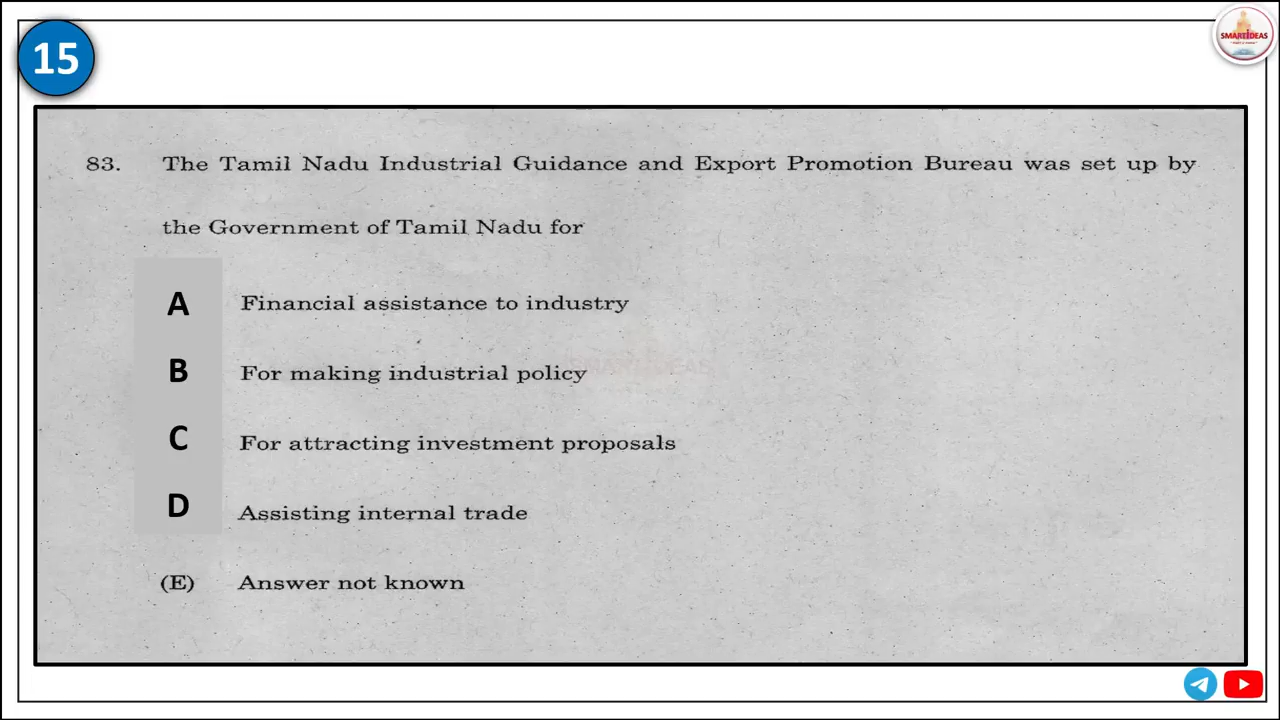 15
SMARTIDEAS
83. The Tamil Nadu Industrial Guidance and Export Promotion Bureau was set up by
the Government of Tamil Nadu for
A Financial assistance to industry
B For making industrial policy
C For attracting investment proposals
D Assisting internal trade
(E) Answer not known